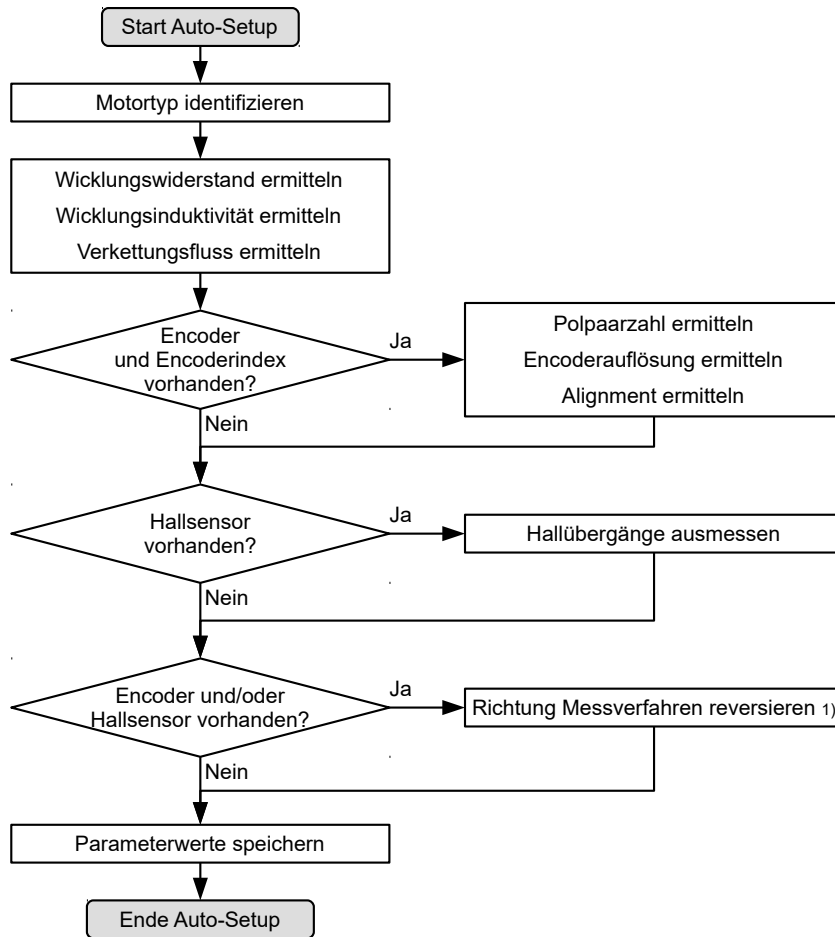 Start Auto-Setup
Motortyp identifizieren
Wicklungswiderstand ermitteln
Wicklungsinduktivität ermitteln
Verkettungsfluss ermitteln
Encoder
und Encoderindex
vorhanden?
Ja
Polpaarzahl ermitteln
Encoderauflösung ermitteln
Alignment ermitteln
Nein
Hallsensor
vorhanden?
Ja
Hallübergänge ausmessen
Nein
Encoder und/oder
Hallsensor vorhanden?
Ja
Richtung Messverfahren reversieren 1)
Nein
Parameterwerte speichern
Ende Auto-Setup